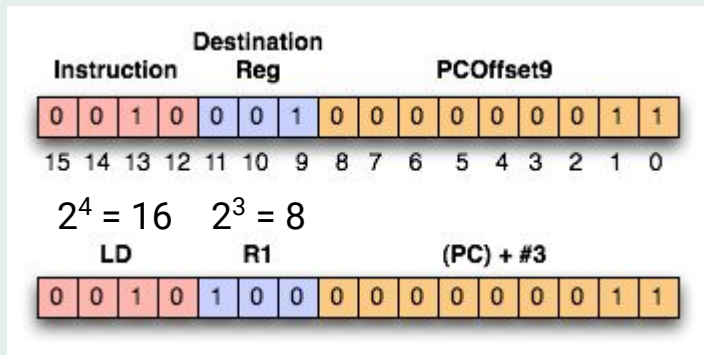 Destination
Instruction Reg PCOffset9
0 0 1 0 0 0 1 0 0 0 0 0 0 0 1 1
15 14 13 12 11 10 9 8 7 6 5 4 3 2 1 0
2⁴ = 16 2³ = 8
LD R1 (PC) + #3
0 0 1 0 1 0 0 0 0 0 0 0 0 0 1 1